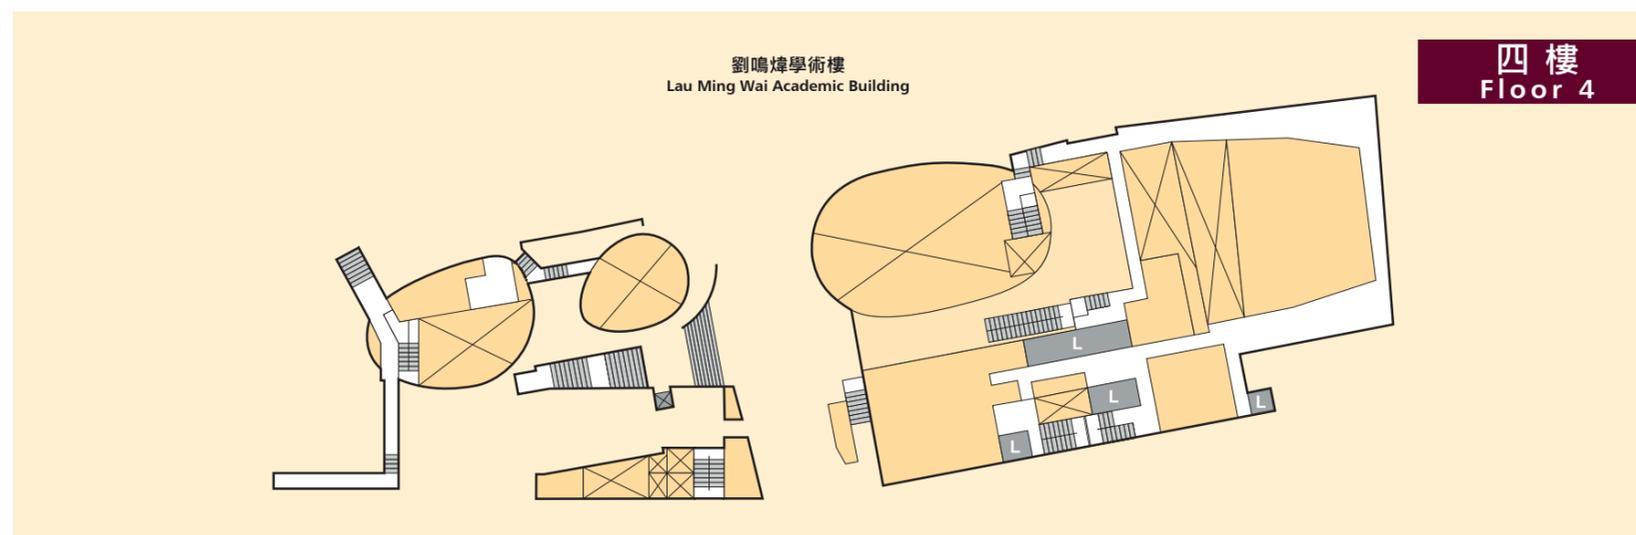 劉鳴煒學術樓
Lau Ming Wai Academic Building
四樓
Floor 4
L
L
L
L